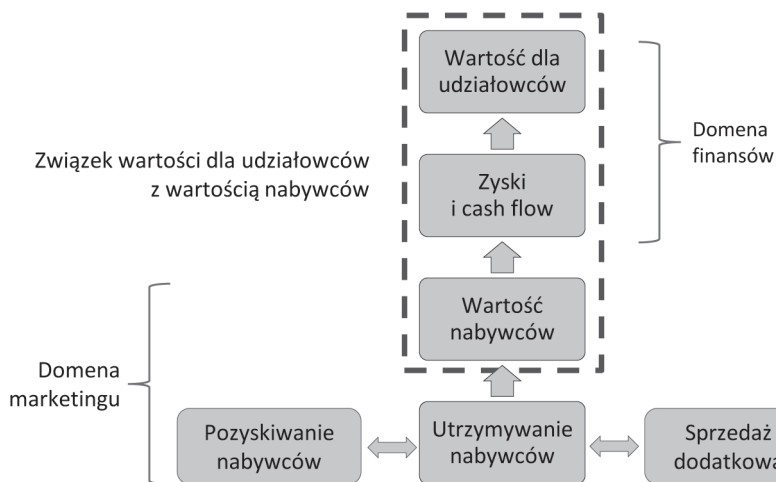 Wartość dla
udziałowców
Domena
finansów
Związek wartości dla udziałowców
z wartością nabywców
Zyski
i cash flow
Wartość
nabywców
Domena
marketingu
Pozyskiwanie
nabywców
Utrzymywanie
nabywców
Sprzedaż
dodatkowa